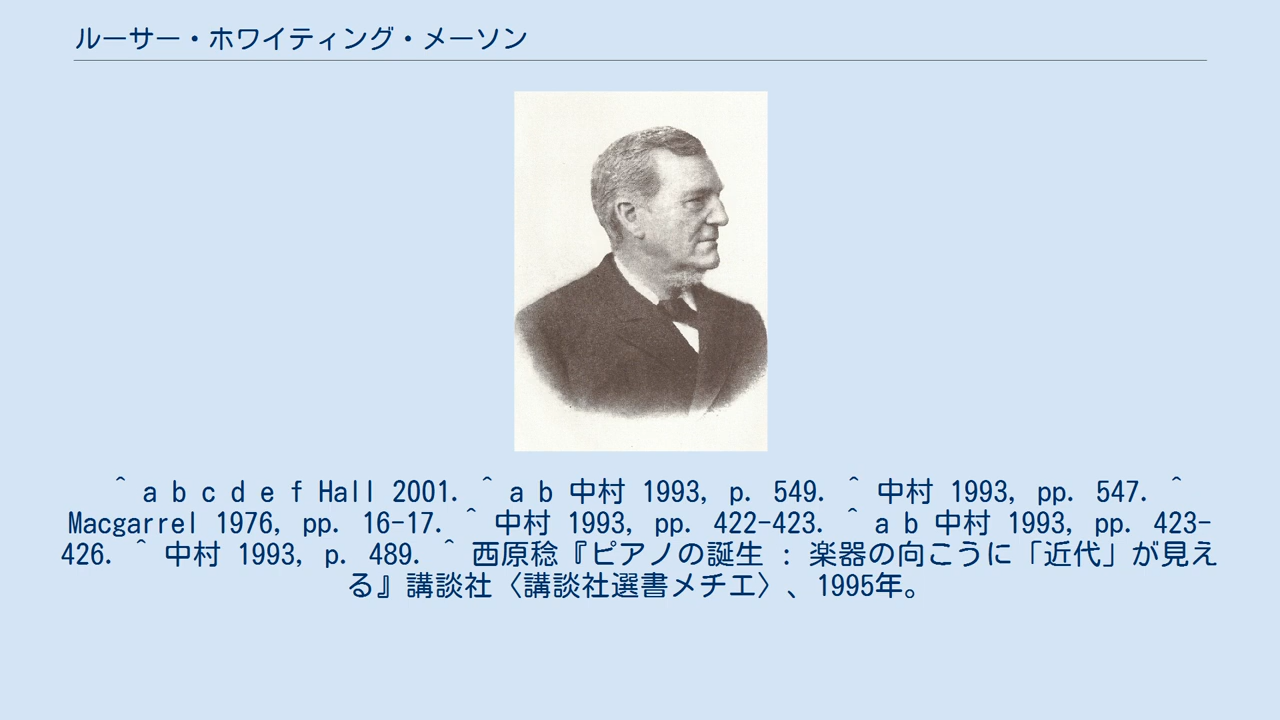 ルーサー・ホワイティング・メーソン
^ a b c d e f Hall 2001. ^ a b 中村 1993, p. 549. ^ 中村 1993, pp. 547. ^
Macgarrel 1976, pp. 16-17. ^ 中村 1993, pp. 422-423. ^ a b 中村 1993, pp. 423-
426. ^ 中村 1993, p. 489. ^ 西原稔『ピアノの誕生 : 楽器の向こうに「近代」が見え
る』講談社〈講談社選書メチエ〉、1995年。